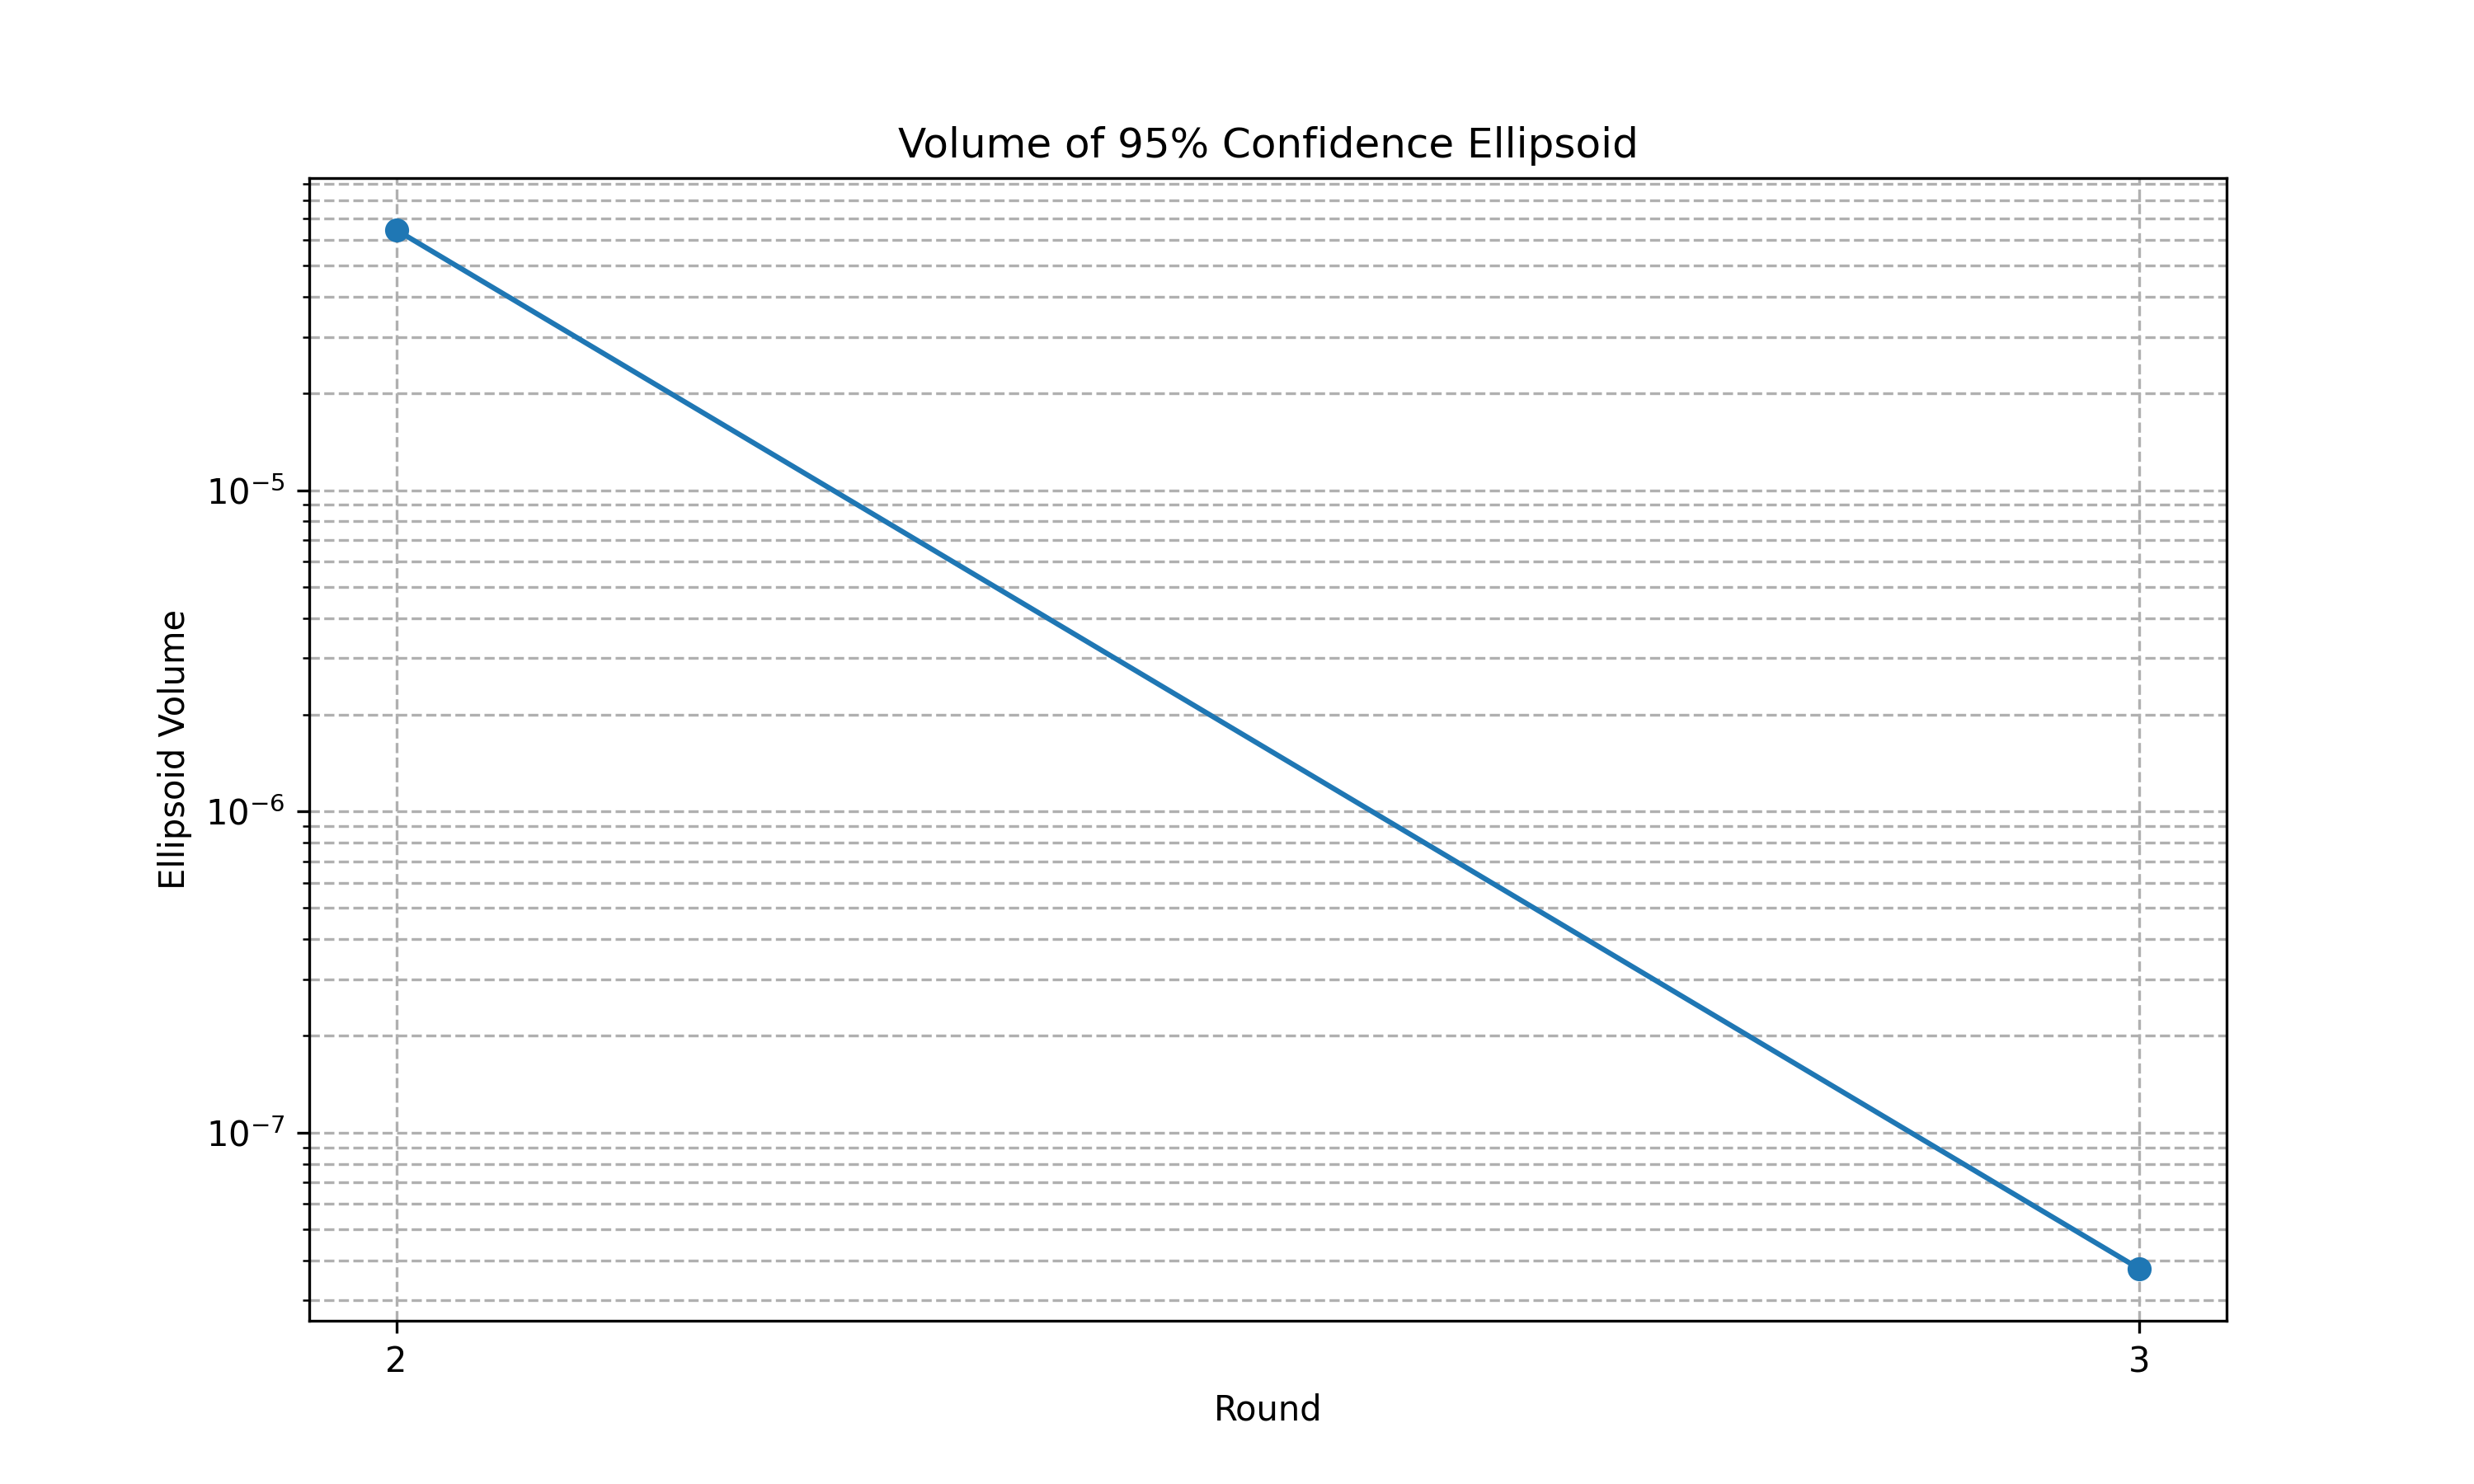 Volume of 95% Confidence Ellipsoid
Ellipsoid Volume
10⁻⁵
10⁻⁶
10⁻⁷
2
3
Round